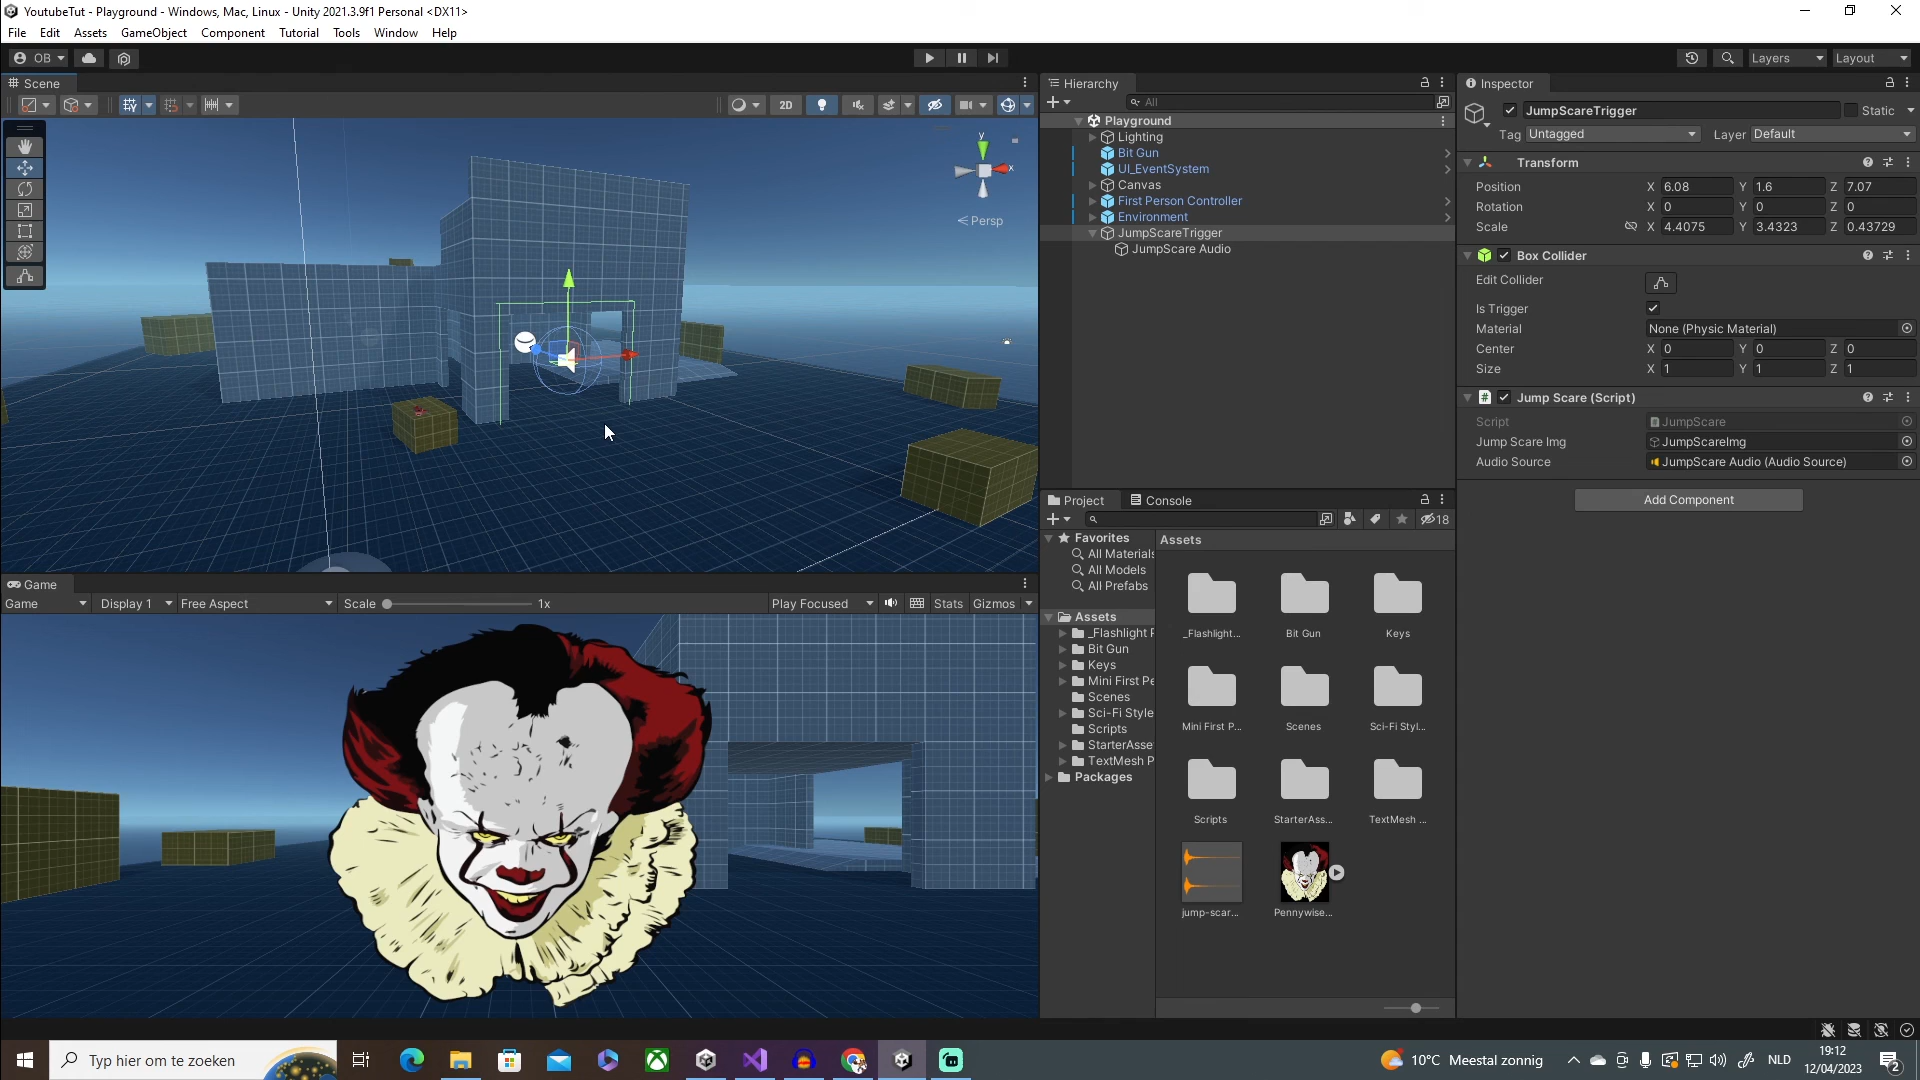 YoutubeTut - Playground - Windows, Mac, Linux - Unity 2021.3.9f1 Personal <DX11>
File Edit Assets GameObject Component Tutorial Tools Window Help
OB
Layers
Layout
Scene
2D
y
x
Persp
Game
Game Display 1 Free Aspect Scale 1x Play Focused Stats Gizmos
Hierarchy
All
Playground
Lighting
Bit Gun
UI_EventSystem
Canvas
First Person Controller
Environment
JumpScareTrigger
JumpScare Audio
Project Console
18
Favorites
All Materials
All Models
All Prefabs
Assets
_Flashlight P
Bit Gun
Keys
Mini First Pe
Scenes
Sci-Fi Style
Scripts
StarterAsse
TextMesh P
Packages
Assets
_Flashlight... Bit Gun Keys
Mini First P... Scenes Sci-Fi Styl...
Scripts StarterAss... TextMesh ...
jump-scar... Pennywise...
Inspector
JumpScareTrigger Static
Tag Untagged Layer Default
Transform
Position X 6.08 Y 1.6 Z 7.07
Rotation X 0 Y 0 Z 0
Scale X 4.4075 Y 3.4323 Z 0.43729
Box Collider
Edit Collider
Is Trigger
Material None (Physic Material)
Center X 0 Y 0 Z 0
Size X 1 Y 1 Z 1
Jump Scare (Script)
Script JumpScare
Jump Scare Img JumpScareImg
Audio Source JumpScare Audio (Audio Source)
Add Component
Typ hier om te zoeken
10°C Meestal zonnig
NLD
19:12
12/04/2023
2